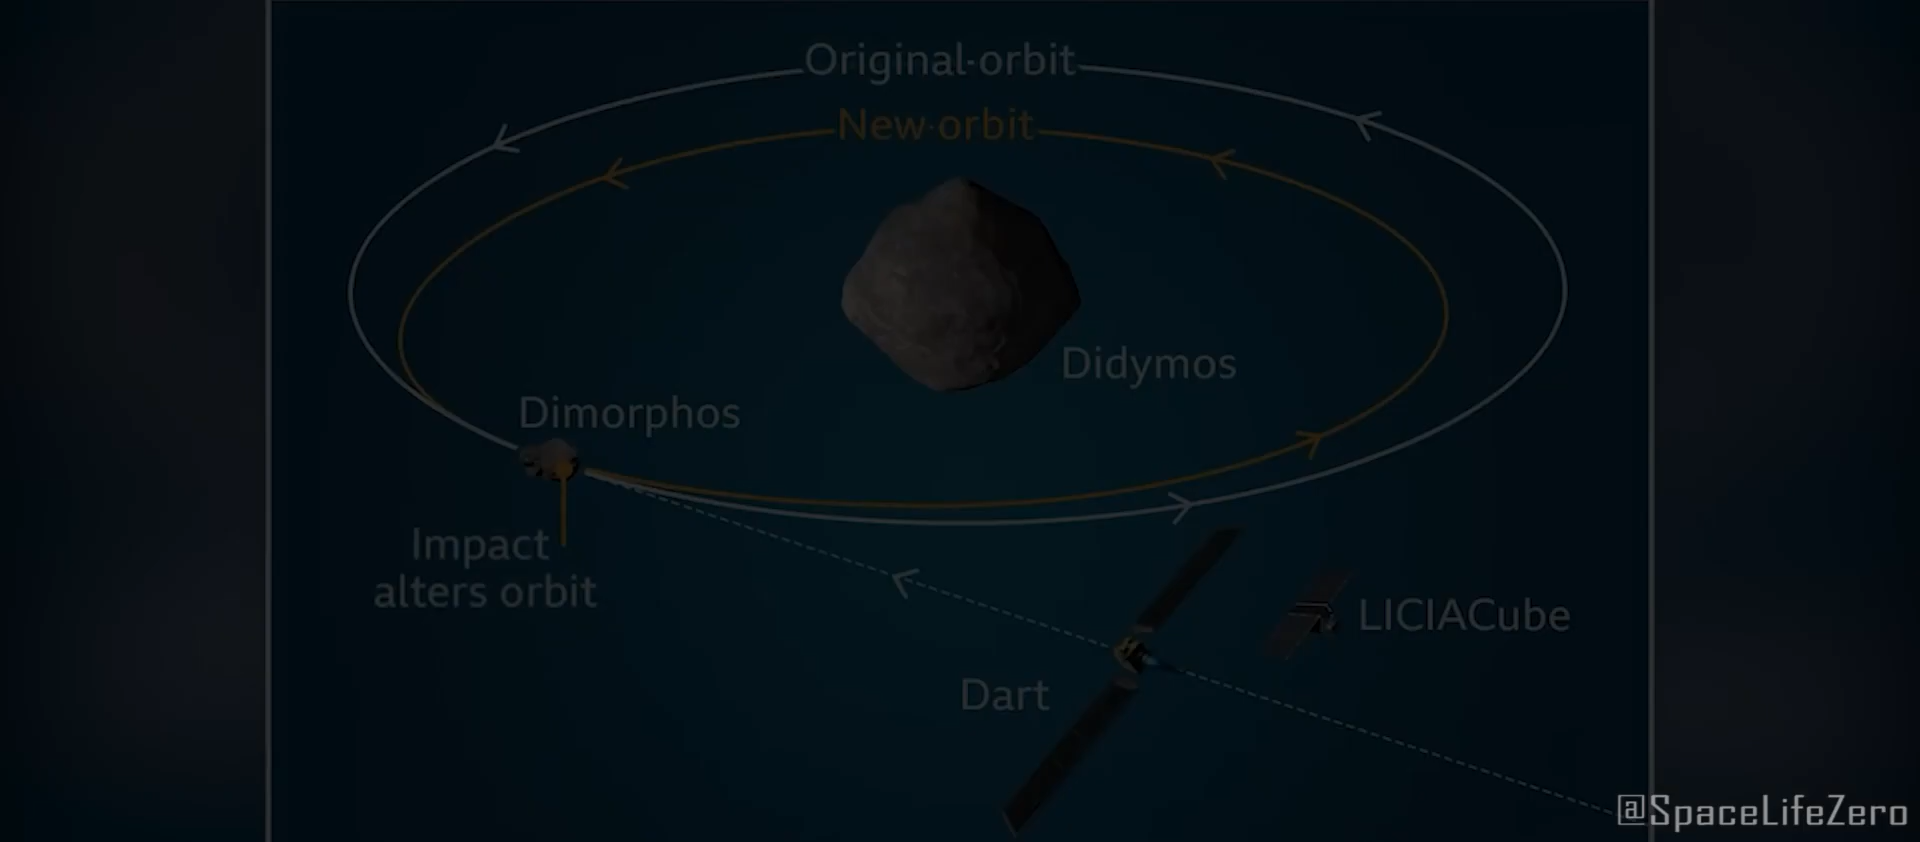 Original orbit
New orbit
Didymos
Dimorphos
Impact
alters orbit
LICIACube
Dart
@SpaceLifeZero